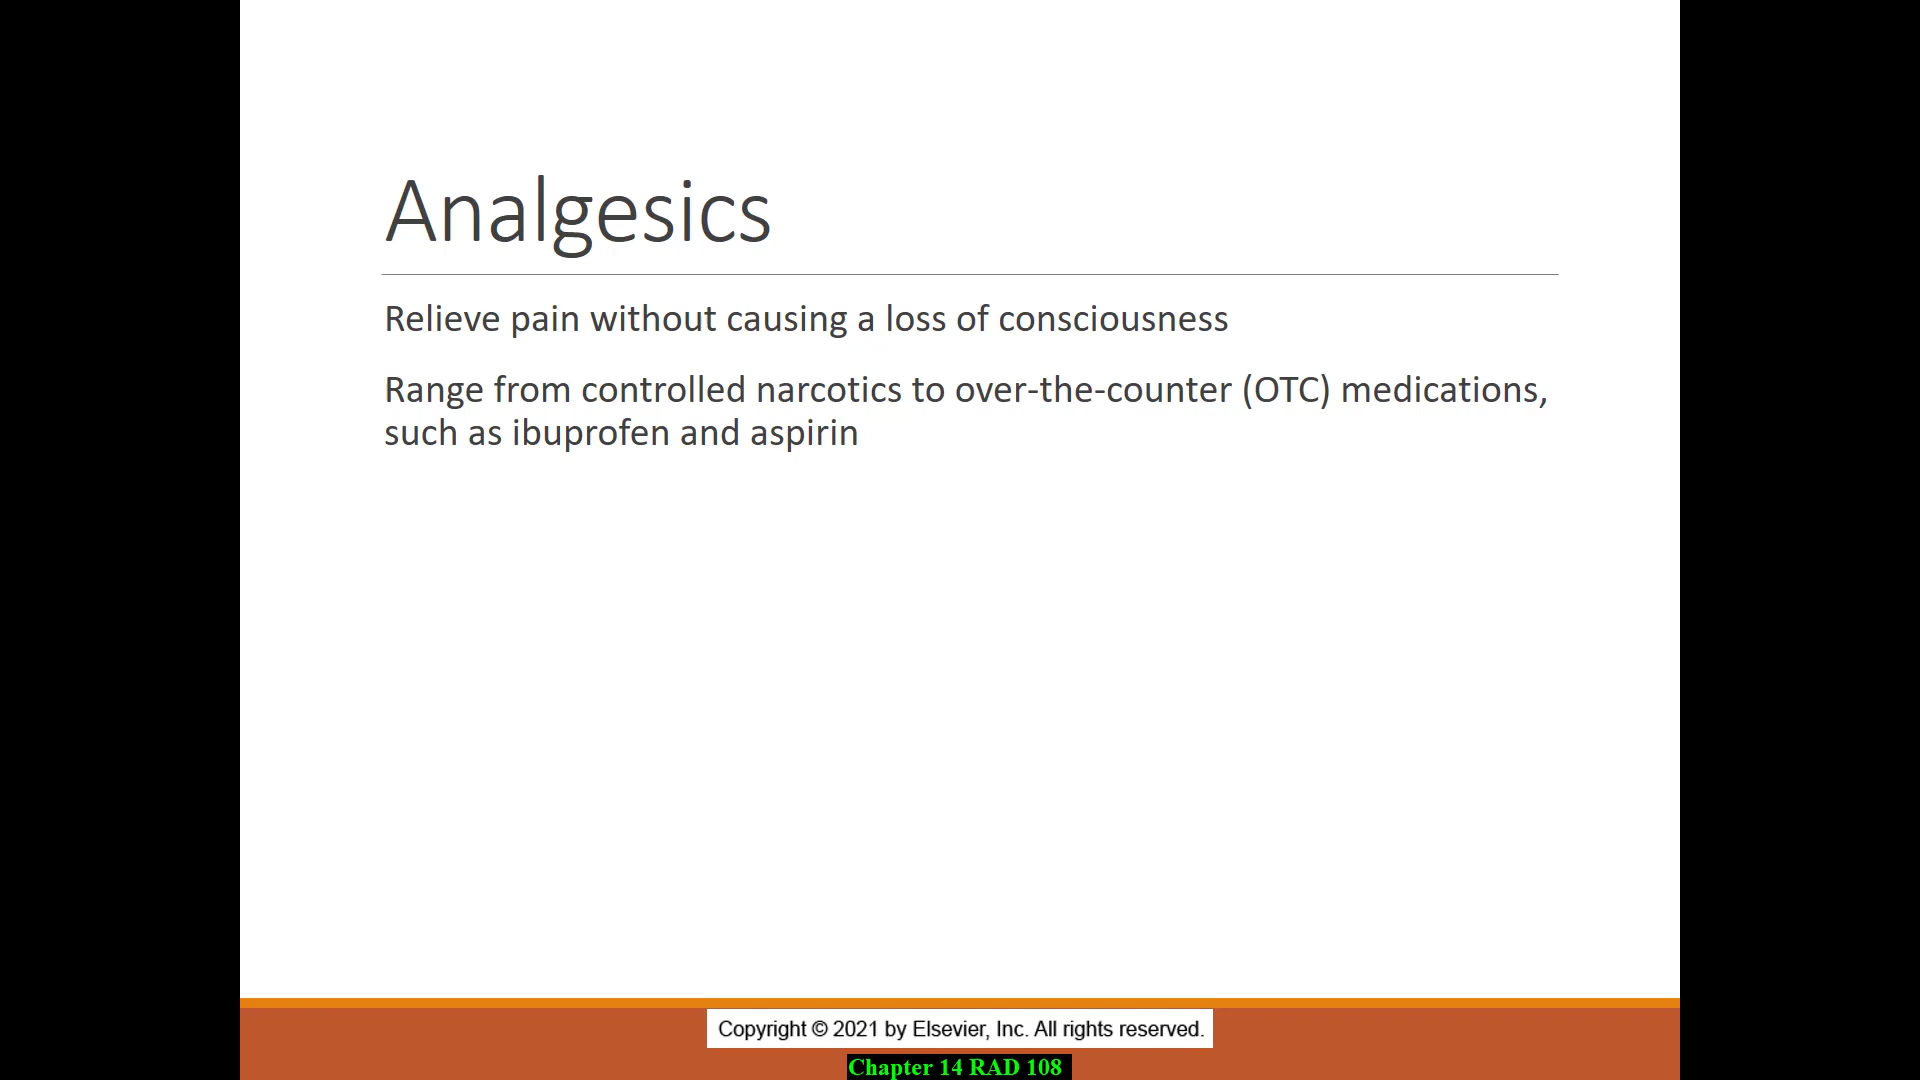 Analgesics
Relieve pain without causing a loss of consciousness
Range from controlled narcotics to over-the-counter (OTC) medications,
such as ibuprofen and aspirin
Copyright © 2021 by Elsevier, Inc. All rights reserved.
Chapter 14 RAD 108